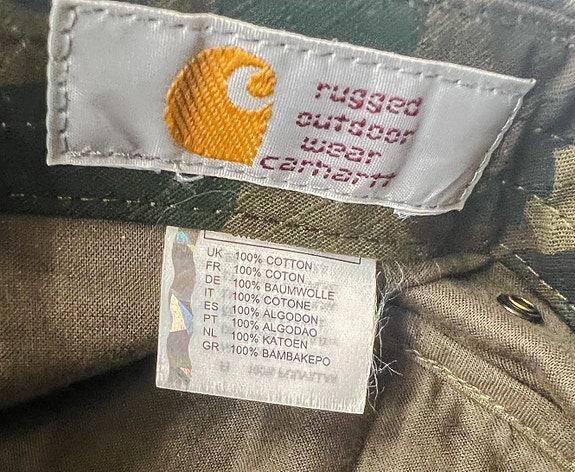 rugged
outdoor
wear
carhartt
UK 100% COTTON
FR 100% COTON
DE 100% BAUMWOLLE
IT 100% COTONE
ES 100% ALGODON
PT 100% ALGODAO
NL 100% KATOEN
GR 100% BAMBAKEPO